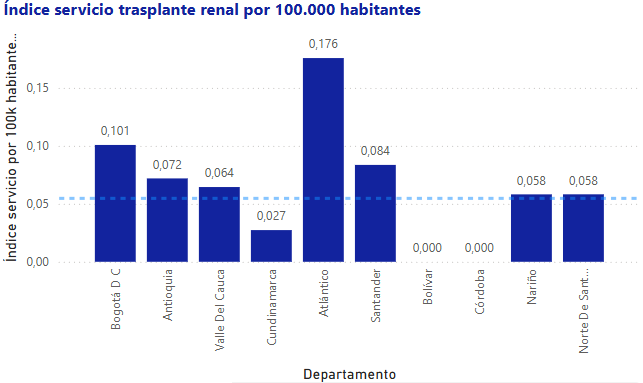 Índice servicio trasplante renal por 100.000 habitantes
Índice servicio por 100k habitante...
0,15
0,10
0,05
0,00
0,101
0,072
0,064
0,027
0,176
0,084
0,000
0,000
0,058
0,058
Bogotá D C
Antioquia
Valle Del Cauca
Cundinamarca
Atlántico
Santander
Bolívar
Córdoba
Nariño
Norte De Sant...
Departamento